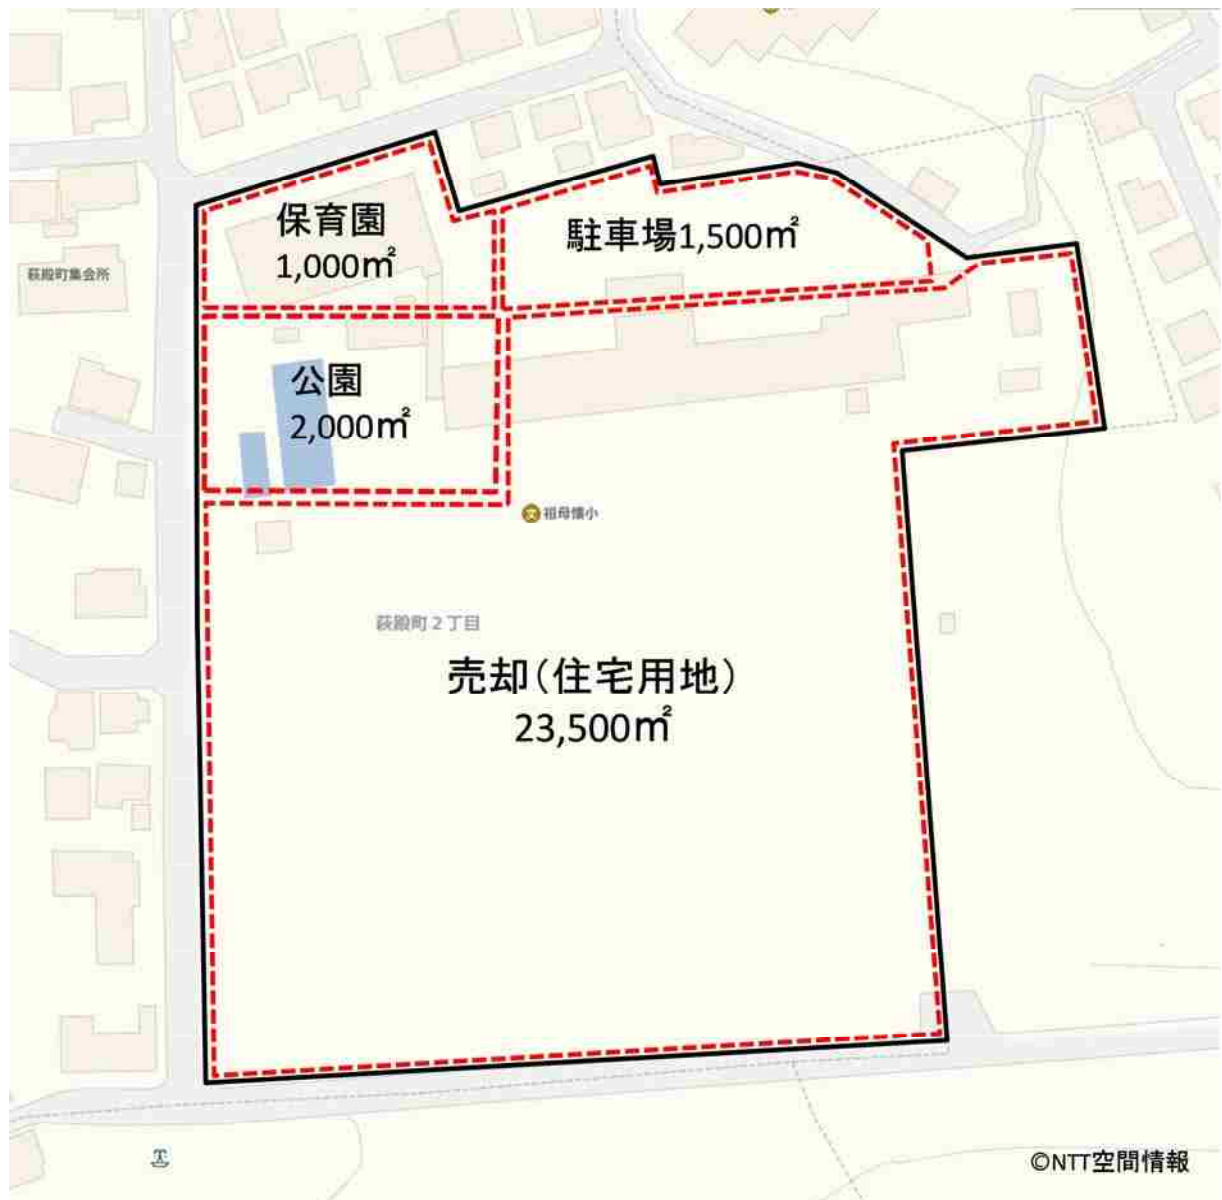 保育園
1,000㎡
駐車場1,500㎡
萩殿町集会所
公園
2,000㎡
文 祖母懐小
萩殿町2丁目
売却(住宅用地)
23,500㎡
©NTT空間情報